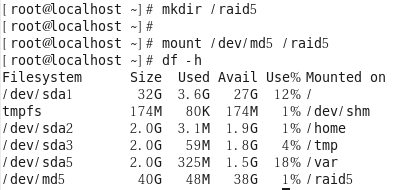 [root@localhost ~]# mkdir /raid5
[root@localhost ~]#
[root@localhost ~]# mount /dev/md5 /raid5
[root@localhost ~]# df -h
Filesystem      Size  Used Avail Use% Mounted on
/dev/sda1        32G  3.6G   27G  12% /
tmpfs           174M   80K  174M   1% /dev/shm
/dev/sda2       2.0G  3.1M  1.9G   1% /home
/dev/sda3       2.0G   59M  1.8G   4% /tmp
/dev/sda5       2.0G  325M  1.5G  18% /var
/dev/md5         40G   48M   38G   1% /raid5